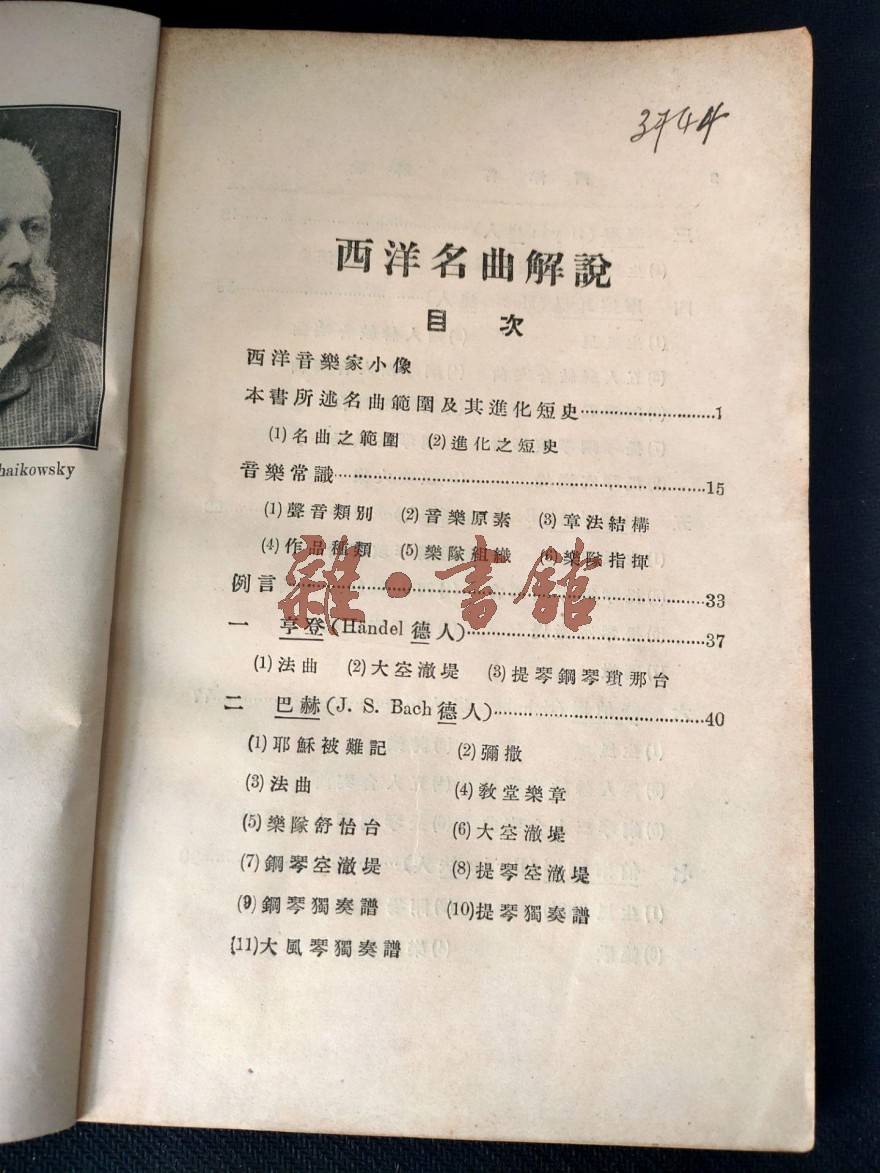 3744
haikowsky
西洋名曲解說
目次
西洋音樂家小像
本書所述名曲範圍及其進化短史……1
(1)名曲之範圍 (2)進化之短史
音樂常識……15
(1)聲音類別 (2)音樂原素 (3)章法結構
(4)作品種類 (5)樂隊組織 (6)樂隊指揮
例言……33
雜·書館
一 亨登(Händel德人)……37
(1)法曲 (2)大空澈堤 (3)提琴鋼琴瑣那台
二 巴赫(J. S. Bach德人)……40
(1)耶穌被難記 (2)彌撒
(3)法曲 (4)教堂樂章
(5)樂隊舒怡台 (6)大空澈堤
(7)鋼琴空澈堤 (8)提琴空澈堤
(9)鋼琴獨奏譜 (10)提琴獨奏譜
(11)大風琴獨奏譜